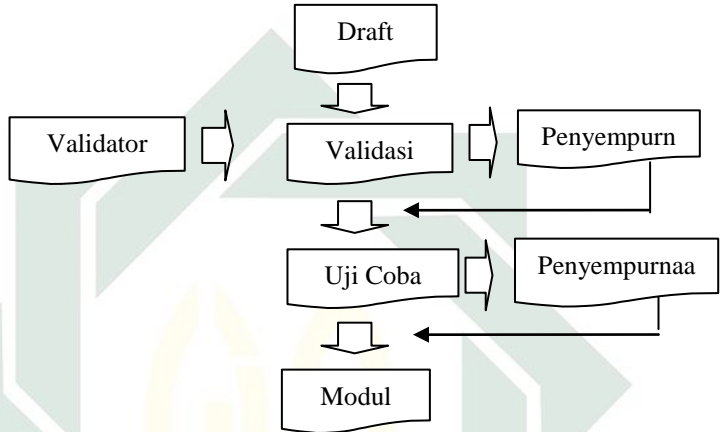 Draft
Validator
Validasi
Penyempurn
Uji Coba
Penyempurnaa
Modul